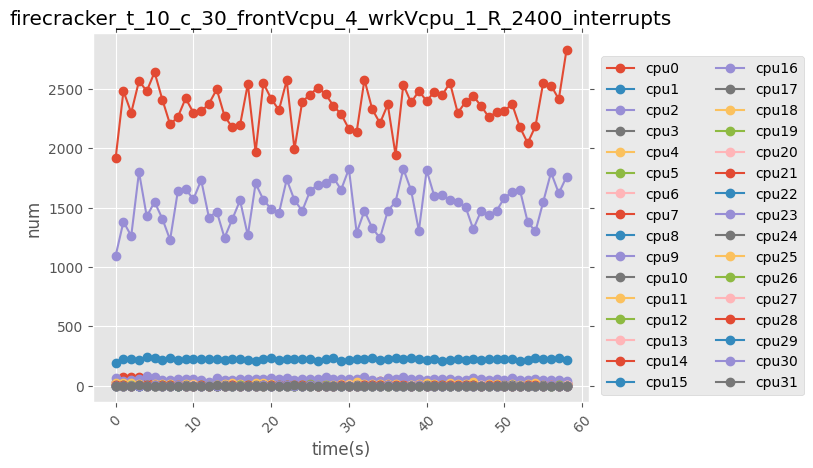 firecracker_t_10_c_30_frontVcpu_4_wrkVcpu_1_R_2400_interrupts
num
2500
2000
1500
1000
500
0
0
10
20
30
40
50
60
time(s)
cpu0
cpu1
cpu2
cpu3
cpu4
cpu5
cpu6
cpu7
cpu8
cpu9
cpu10
cpu11
cpu12
cpu13
cpu14
cpu15
cpu16
cpu17
cpu18
cpu19
cpu20
cpu21
cpu22
cpu23
cpu24
cpu25
cpu26
cpu27
cpu28
cpu29
cpu30
cpu31